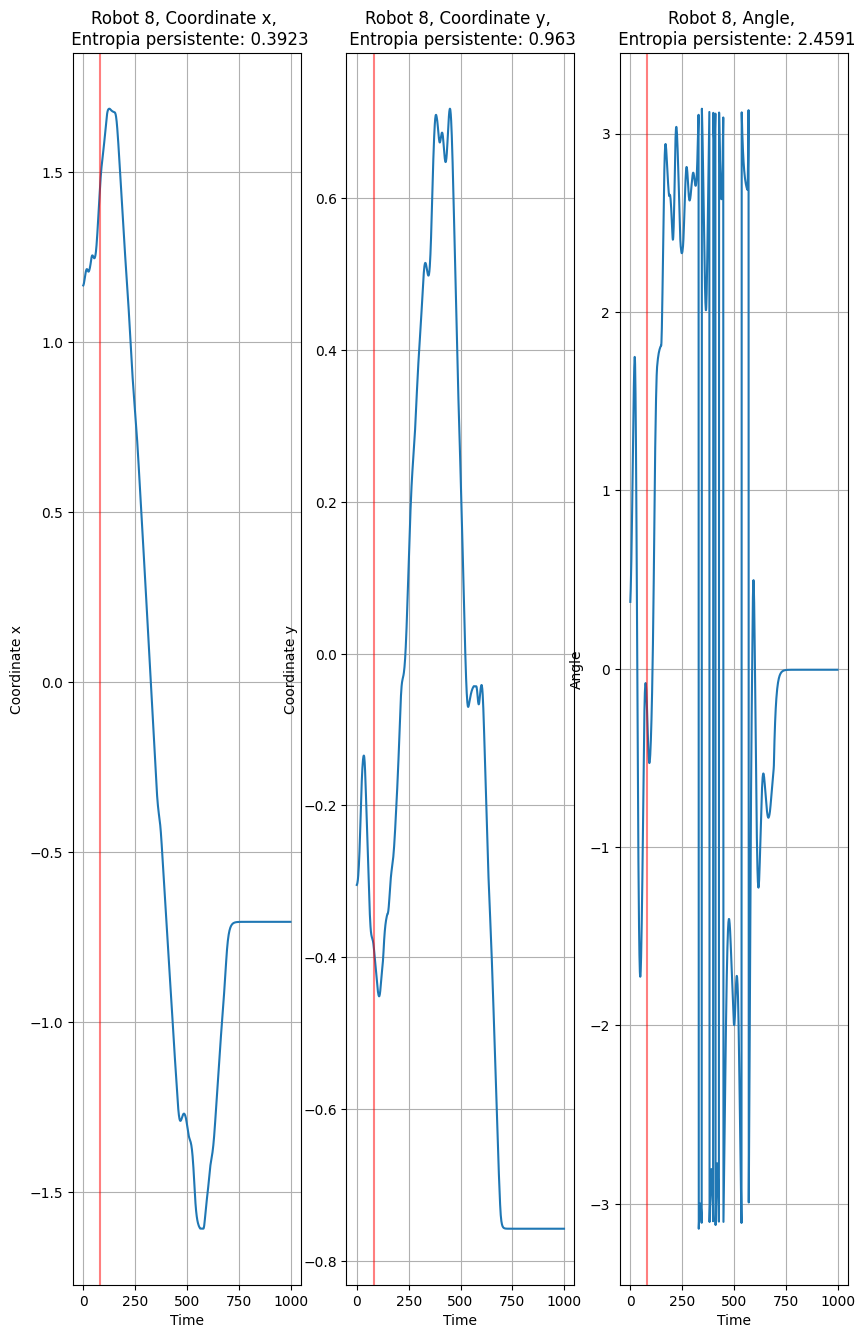 Robot 8, Coordinate x,
Entropia persistente: 0.3923
1.5
1.0
0.5
0.0
−0.5
−1.0
−1.5
Coordinate x
0 250 500 750 1000
Time
Robot 8, Coordinate y,
Entropia persistente: 0.963
0.6
0.4
0.2
0.0
−0.2
−0.4
−0.6
−0.8
Coordinate y
0 250 500 750 1000
Time
Robot 8, Angle,
Entropia persistente: 2.4591
3
2
1
0
−1
−2
−3
Angle
0 250 500 750 1000
Time